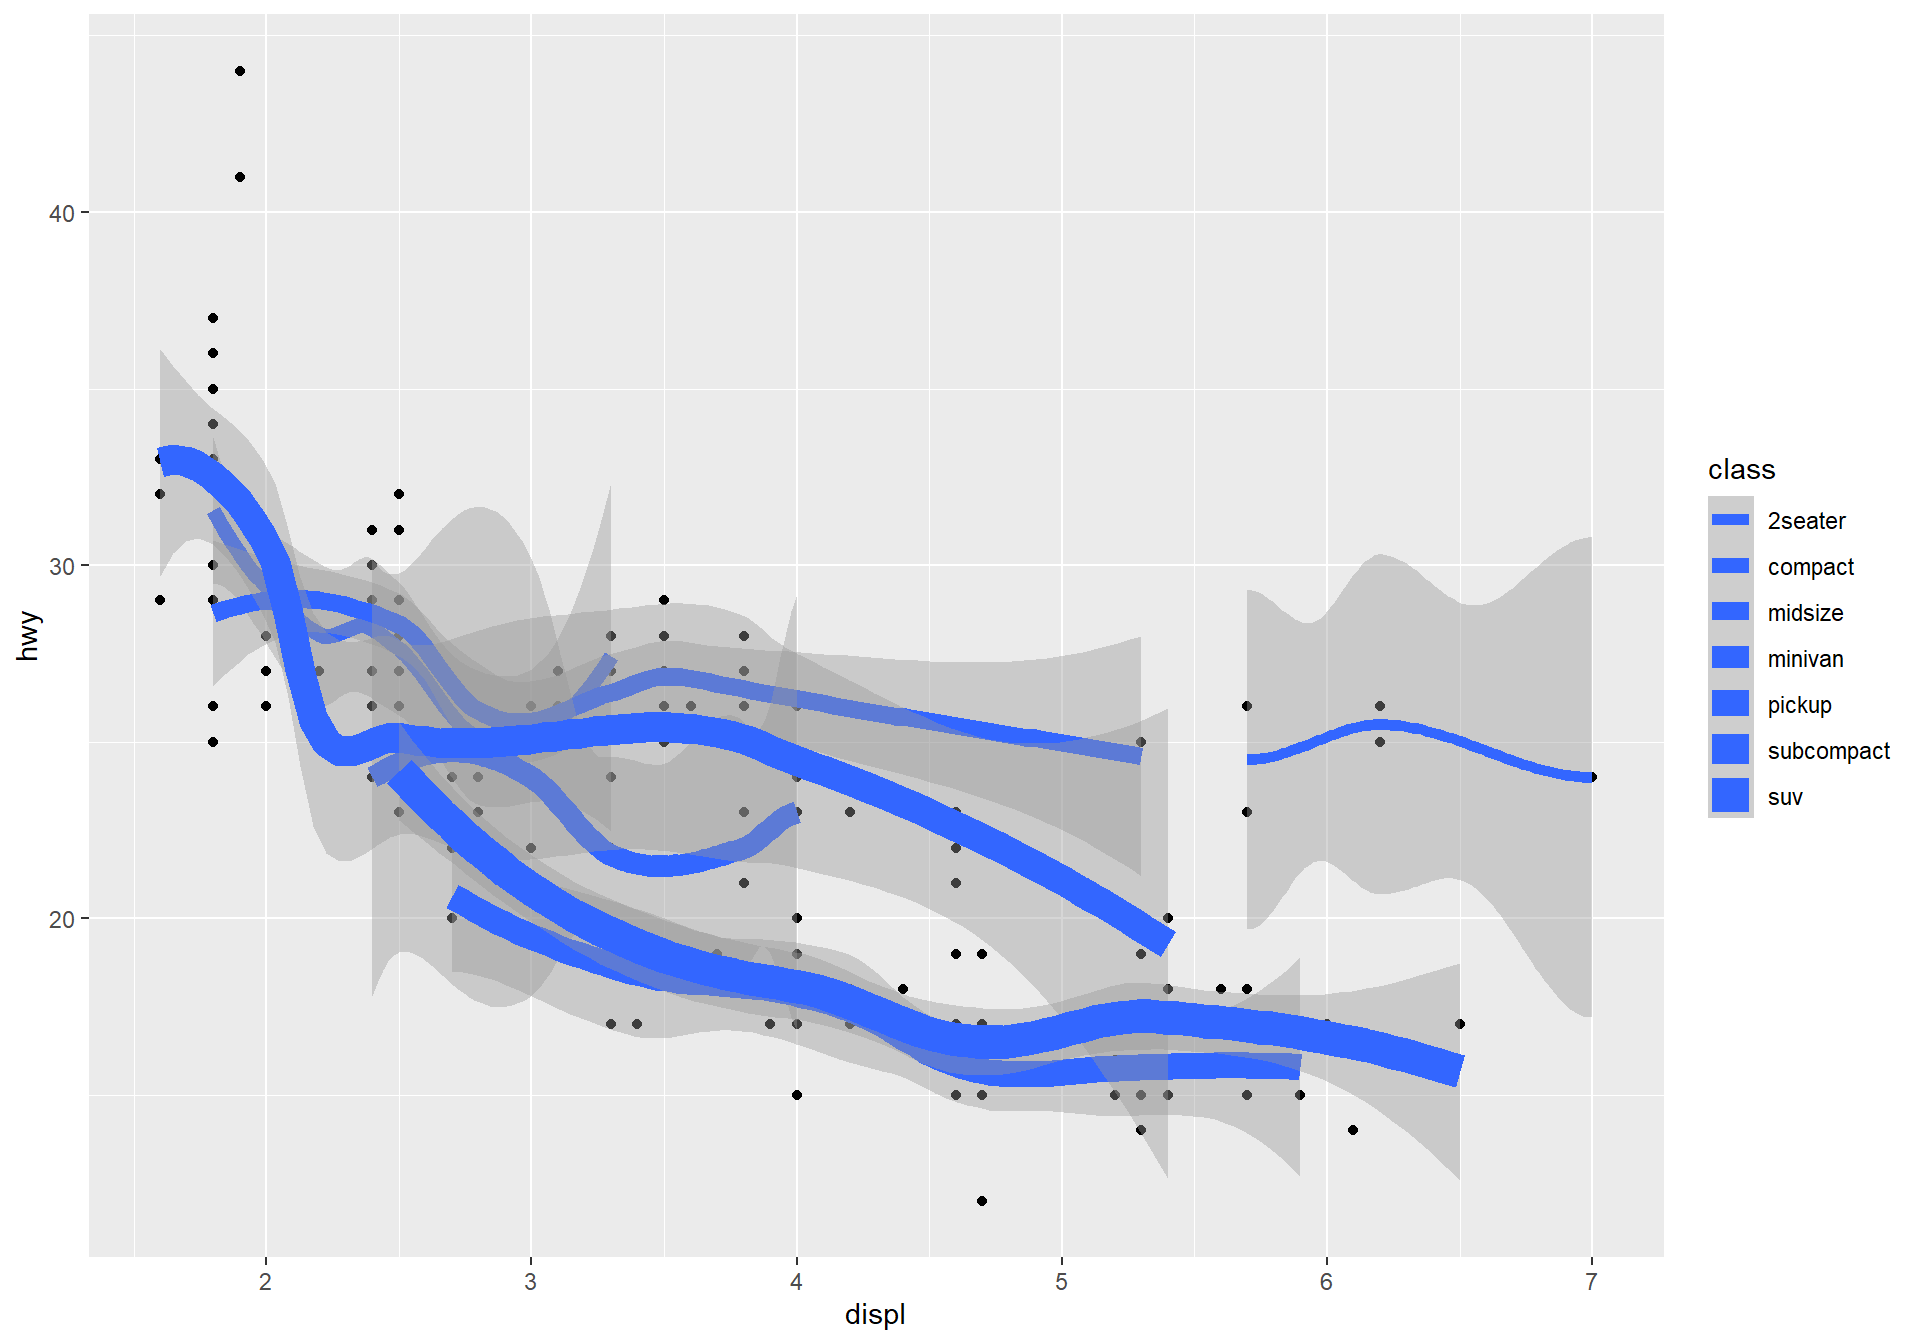 40
30
20
hwy
2
3
4
5
6
7
displ
class
2seater
compact
midsize
minivan
pickup
subcompact
suv